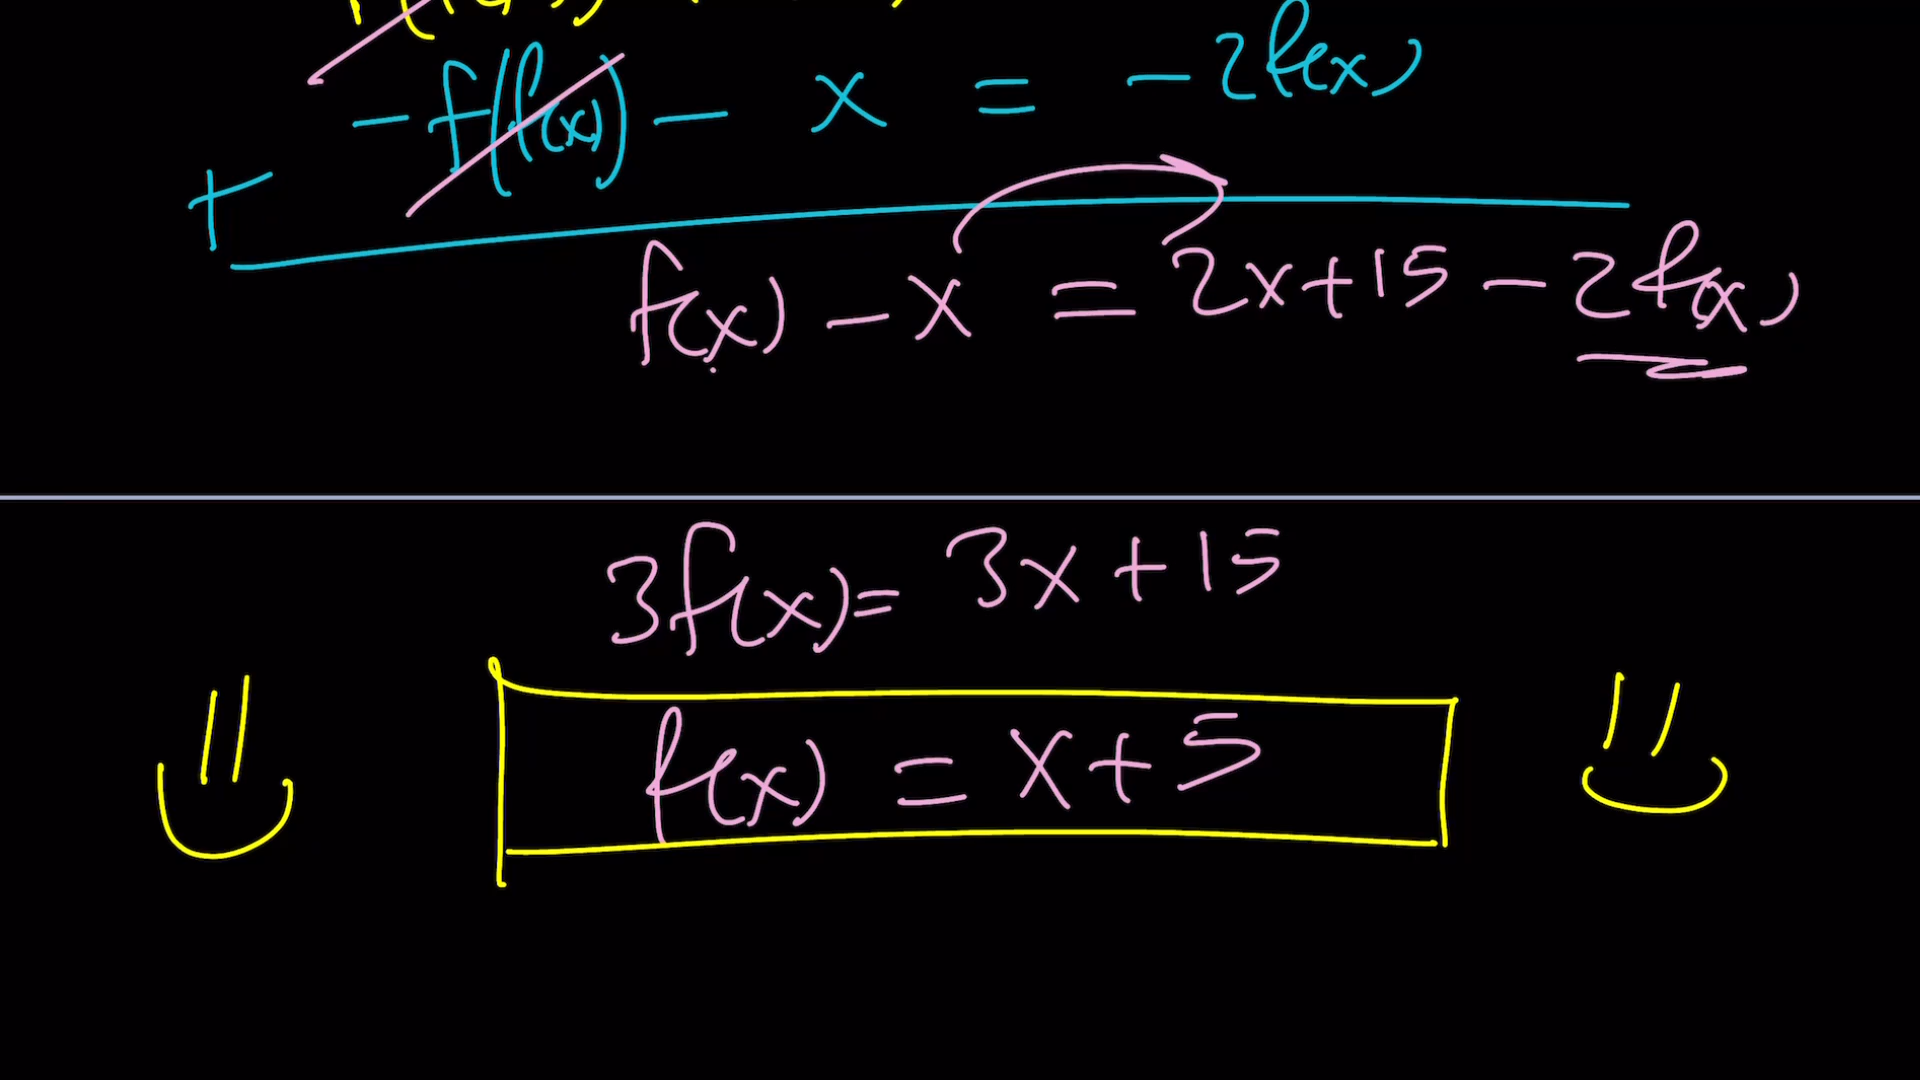 -f(f(x)) - x = -2f(x)
+
f(x) - x = 2x+15 - 2f(x)
3f(x) = 3x+15
f(x) = x+5